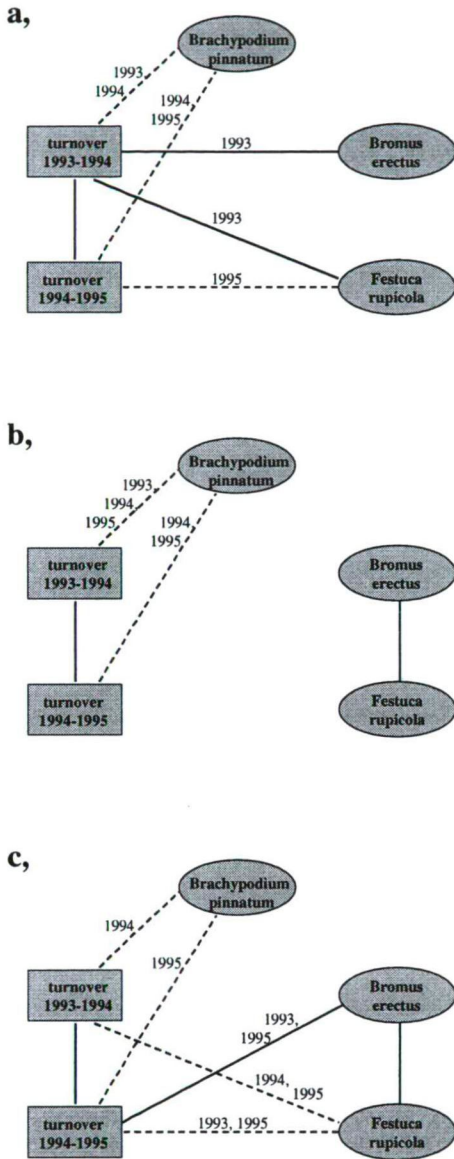 a,
Brachypodium
pinnatum
1993,
1994
1994,
1995
turnover
1993-1994
1993
Bromus
erectus
1993
turnover
1994-1995
1995
Festuca
rupicola
b,
Brachypodium
pinnatum
1993,
1994,
1995
1994,
1995
turnover
1993-1994
Bromus
erectus
turnover
1994-1995
Festuca
rupicola
c,
Brachypodium
pinnatum
1994
1995
turnover
1993-1994
Bromus
erectus
1993,
1995
1994,
1995
turnover
1994-1995
1993, 1995
Festuca
rupicola